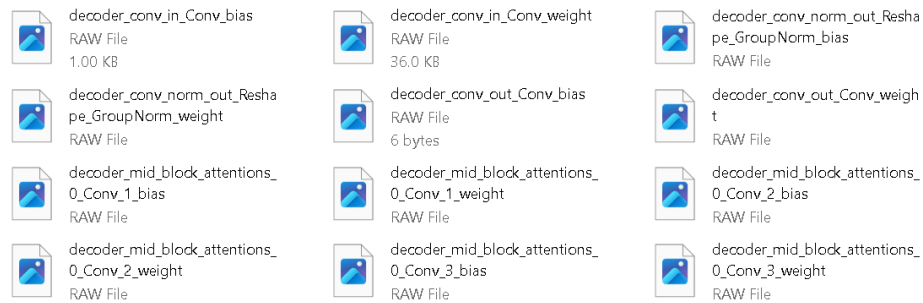 decoder_conv_in_Conv_bias
RAW File
1.00 KB
decoder_conv_in_Conv_weight
RAW File
36.0 KB
decoder_conv_norm_out_Resha
pe_GroupNorm_bias
RAW File
decoder_conv_norm_out_Resha
pe_GroupNorm_weight
RAW File
decoder_conv_out_Conv_bias
RAW File
6 bytes
decoder_conv_out_Conv_weigh
t
RAW File
decoder_mid_block_attentions_
0_Conv_1_bias
RAW File
decoder_mid_block_attentions_
0_Conv_1_weight
RAW File
decoder_mid_block_attentions_
0_Conv_2_bias
RAW File
decoder_mid_block_attentions_
0_Conv_2_weight
RAW File
decoder_mid_block_attentions_
0_Conv_3_bias
RAW File
decoder_mid_block_attentions_
0_Conv_3_weight
RAW File